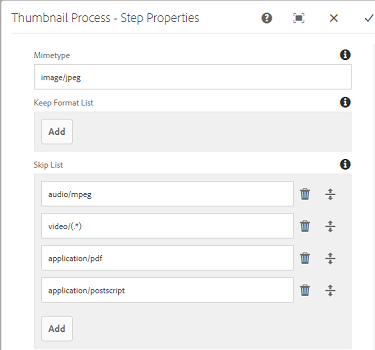 Thumbnail Process - Step Properties
Mimetype
image/jpeg
Keep Format List
Add
Skip List
audio/mpeg
video/(.*)
application/pdf
application/postscript
Add